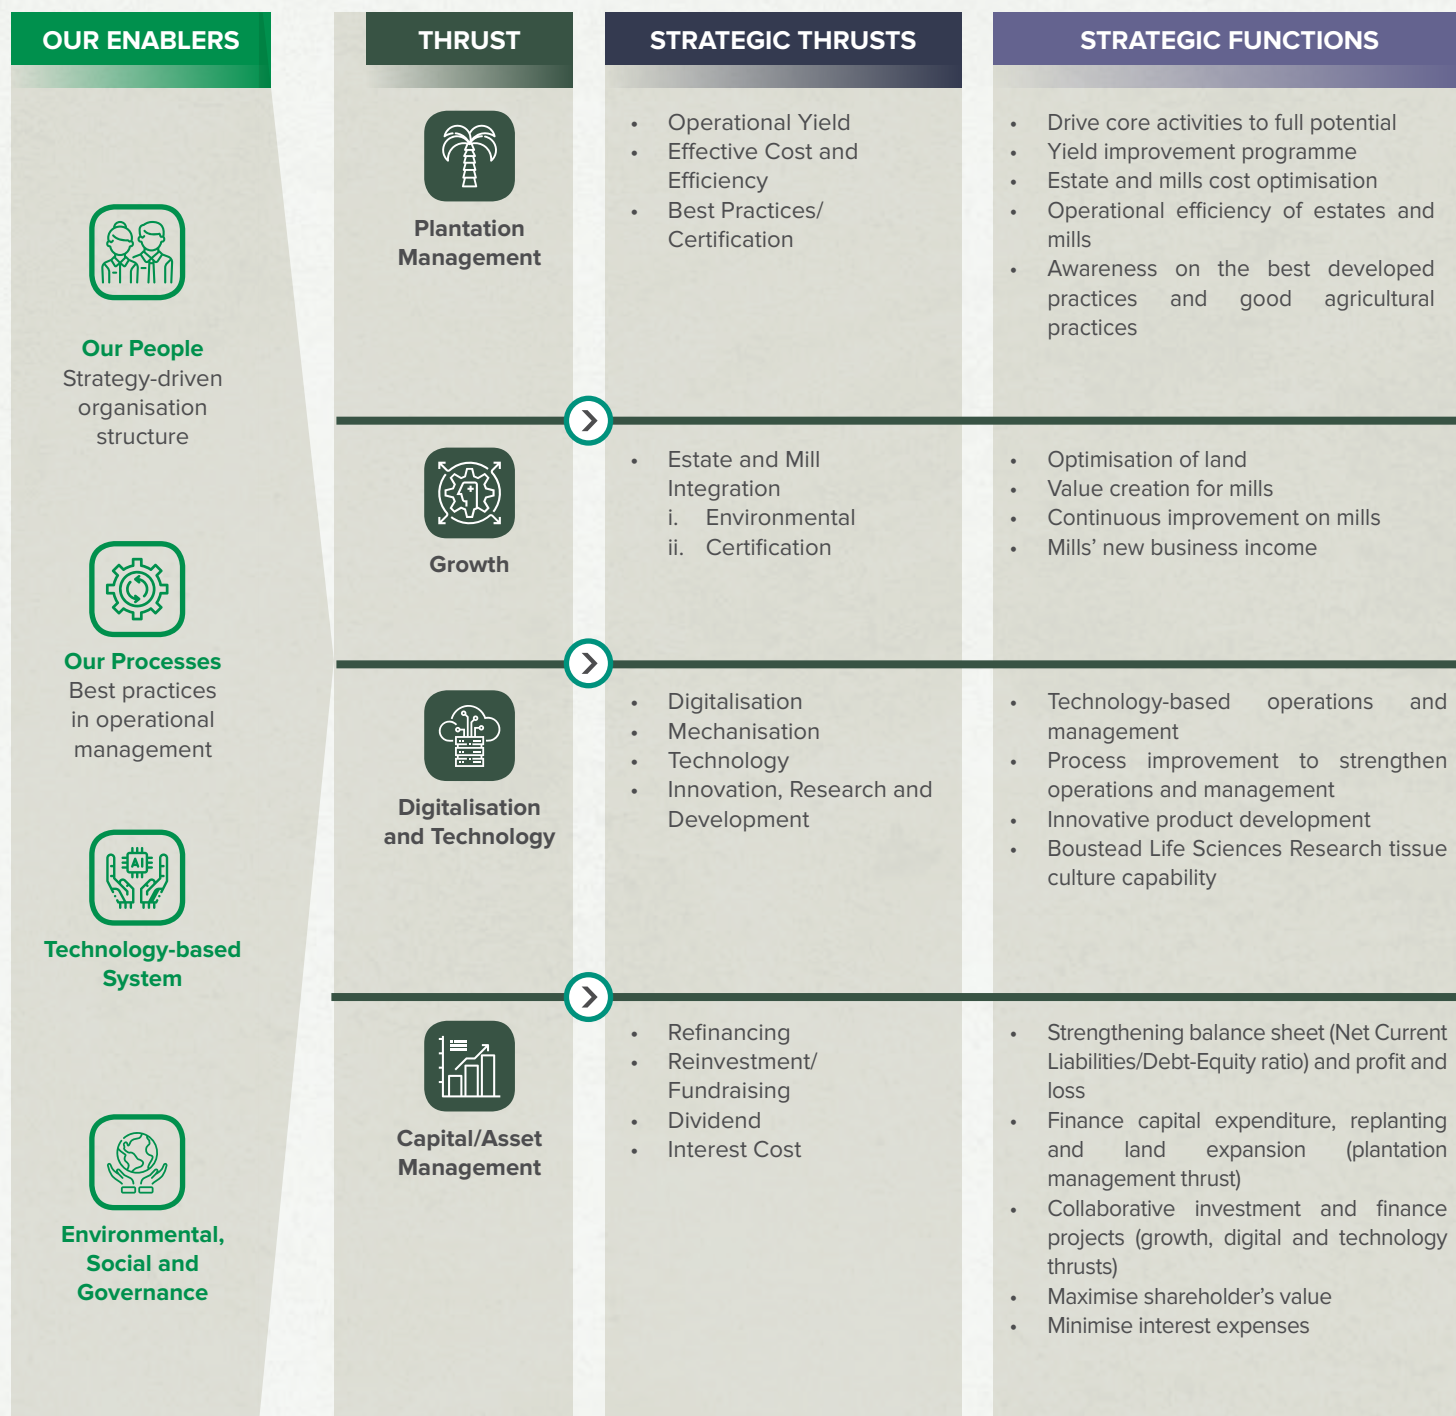 OUR ENABLERS
Our People
Strategy-driven
organisation
structure
Our Processes
Best practices
in operational
management
AI
Technology-based
System
Environmental,
Social and
Governance
THRUST
STRATEGIC THRUSTS
STRATEGIC FUNCTIONS
Plantation
Management
• Operational Yield
• Effective Cost and
Efficiency
• Best Practices/
Certification
• Drive core activities to full potential
• Yield improvement programme
• Estate and mills cost optimisation
• Operational efficiency of estates and
mills
• Awareness on the best developed
practices and good agricultural
practices
Growth
• Estate and Mill
Integration
i. Environmental
ii. Certification
• Optimisation of land
• Value creation for mills
• Continuous improvement on mills
• Mills’ new business income
Digitalisation
and Technology
• Digitalisation
• Mechanisation
• Technology
• Innovation, Research and
Development
• Technology-based operations and
management
• Process improvement to strengthen
operations and management
• Innovative product development
• Boustead Life Sciences Research tissue
culture capability
Capital/Asset
Management
• Refinancing
• Reinvestment/
Fundraising
• Dividend
• Interest Cost
• Strengthening balance sheet (Net Current
Liabilities/Debt-Equity ratio) and profit and
loss
• Finance capital expenditure, replanting
and land expansion (plantation
management thrust)
• Collaborative investment and finance
projects (growth, digital and technology
thrusts)
• Maximise shareholder’s value
• Minimise interest expenses